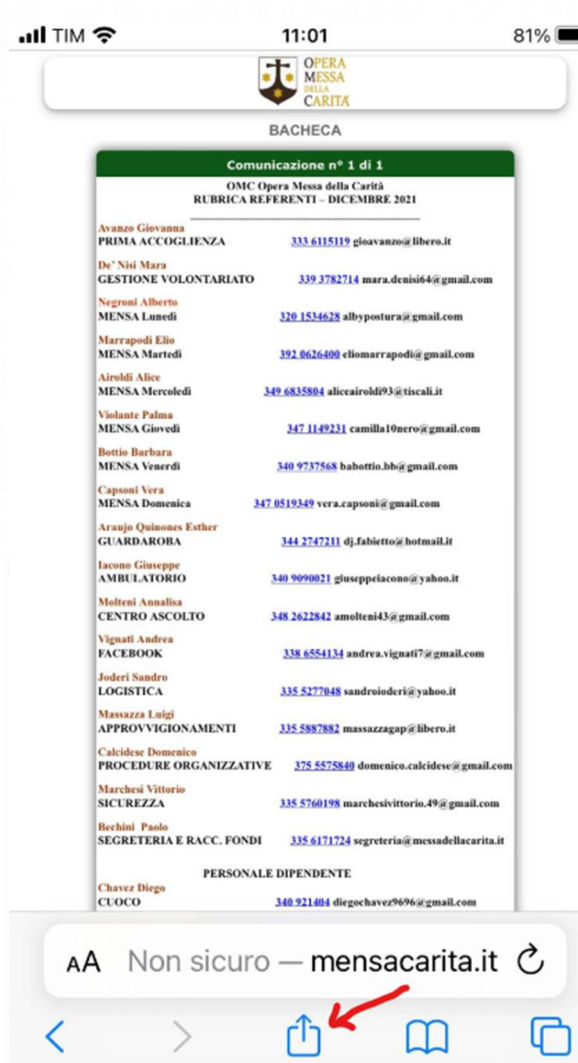 TIM 11:01 81%
OPERA
MESSA
DELLA
CARITÀ
BACHECA
Comunicazione n° 1 di 1
OMC Opera Messa della Carità
RUBRICA REFERENTI – DICEMBRE 2021
Avanzo Giovanna
PRIMA ACCOGLIENZA 333 6115119 gioavanzo@libero.it
De' Nisi Mara
GESTIONE VOLONTARIATO 339 3782714 mara.denisi64@gmail.com
Negroni Alberto
MENSA Lunedì 320 1534628 albypostura@gmail.com
Marrapodi Elio
MENSA Martedì 392 0626400 eliomarrapodi@gmail.com
Airoldi Alice
MENSA Mercoledì 349 6835804 aliceairoldi93@tiscali.it
Violante Palma
MENSA Giovedì 347 1149231 camilla10nero@gmail.com
Bottio Barbara
MENSA Venerdì 340 9737568 babottio.bb@gmail.com
Capsoni Vera
MENSA Domenica 347 0519349 vera.capsoni@gmail.com
Araujo Quinones Esther
GUARDAROBA 344 2747211 dj.fabietto@hotmail.it
Iacono Giuseppe
AMBULATORIO 340 9090021 giuseppeiacono@yahoo.it
Molteni Annalisa
CENTRO ASCOLTO 348 2622842 amolteni43@gmail.com
Vignati Andrea
FACEBOOK 338 6554134 andrea.vignati7@gmail.com
Joderi Sandro
LOGISTICA 335 5277048 sandroioderi@yahoo.it
Massazza Luigi
APPROVVIGIONAMENTI 335 5887882 massazzagap@libero.it
Calcidese Domenico
PROCEDURE ORGANIZZATIVE 375 5575840 domenico.calcidese@gmail.com
Marchesi Vittorio
SICUREZZA 335 5760198 marchesivittorio.49@gmail.com
Bechini Paolo
SEGRETERIA E RACC. FONDI 335 6171724 segreteria@messadellacarita.it
PERSONALE DIPENDENTE
Chavez Diego
CUOCO 340 921404 diegochavez9696@gmail.com
AA Non sicuro — mensacarita.it